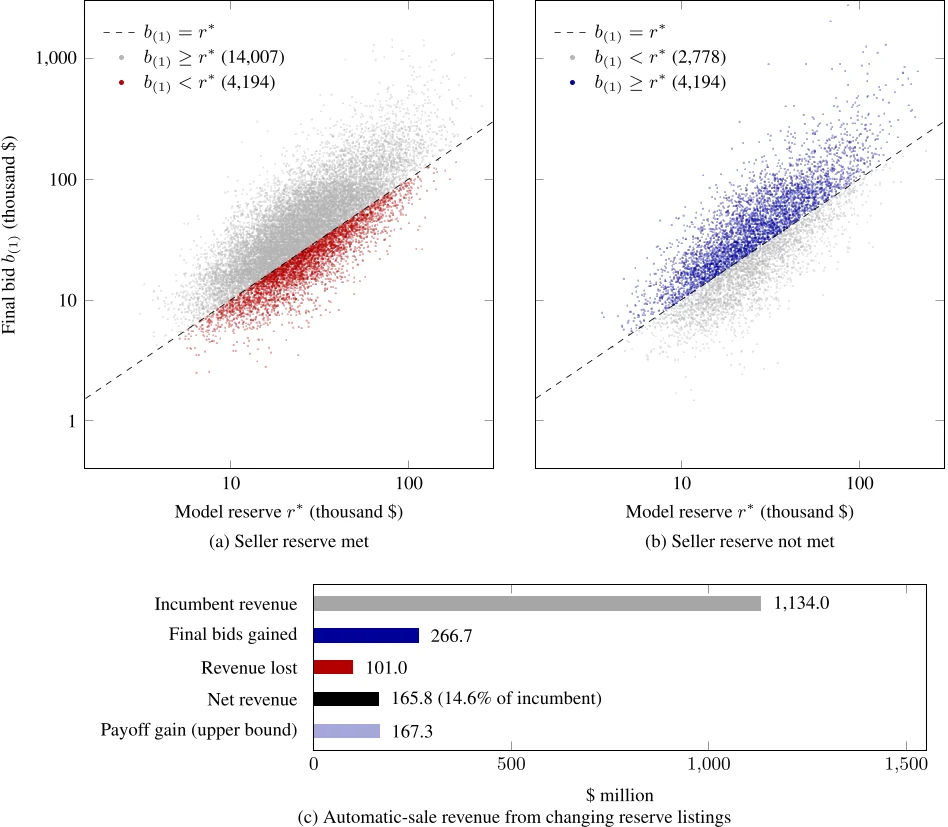 Final bid b(1) (thousand $)
1,000
100
10
1
b(1) = r*
b(1) ≥ r* (14,007)
b(1) < r* (4,194)
10
100
Model reserve r* (thousand $)
(a) Seller reserve met
b(1) = r*
b(1) < r* (2,778)
b(1) ≥ r* (4,194)
10
100
Model reserve r* (thousand $)
(b) Seller reserve not met
Incumbent revenue 1,134.0
Final bids gained 266.7
Revenue lost 101.0
Net revenue 165.8 (14.6% of incumbent)
Payoff gain (upper bound) 167.3
0 500 1,000 1,500
$ million
(c) Automatic-sale revenue from changing reserve listings